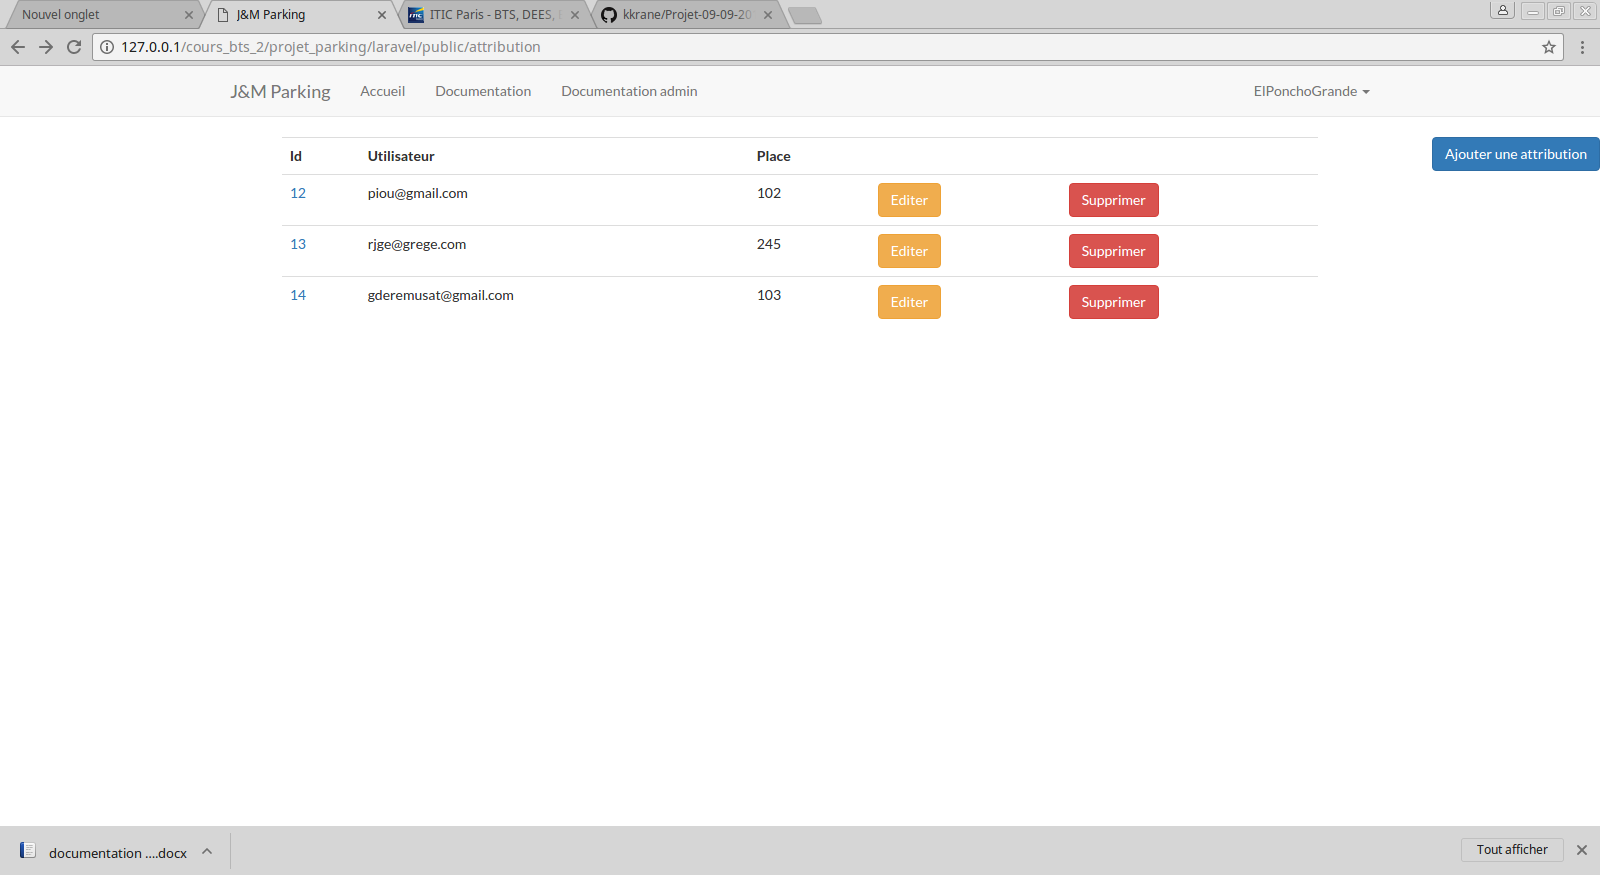 Nouvel onglet
J&M Parking
ITIC Paris - BTS, DEES,
kkrane/Projet-09-09-20
127.0.0.1/cours_bts_2/projet_parking/laravel/public/attribution
J&M Parking Accueil Documentation Documentation admin ElPonchoGrande
Id Utilisateur Place
Ajouter une attribution
12 piou@gmail.com 102 Editer Supprimer
13 rjge@grege.com 245 Editer Supprimer
14 gderemusat@gmail.com 103 Editer Supprimer
documentation ....docx
Tout afficher